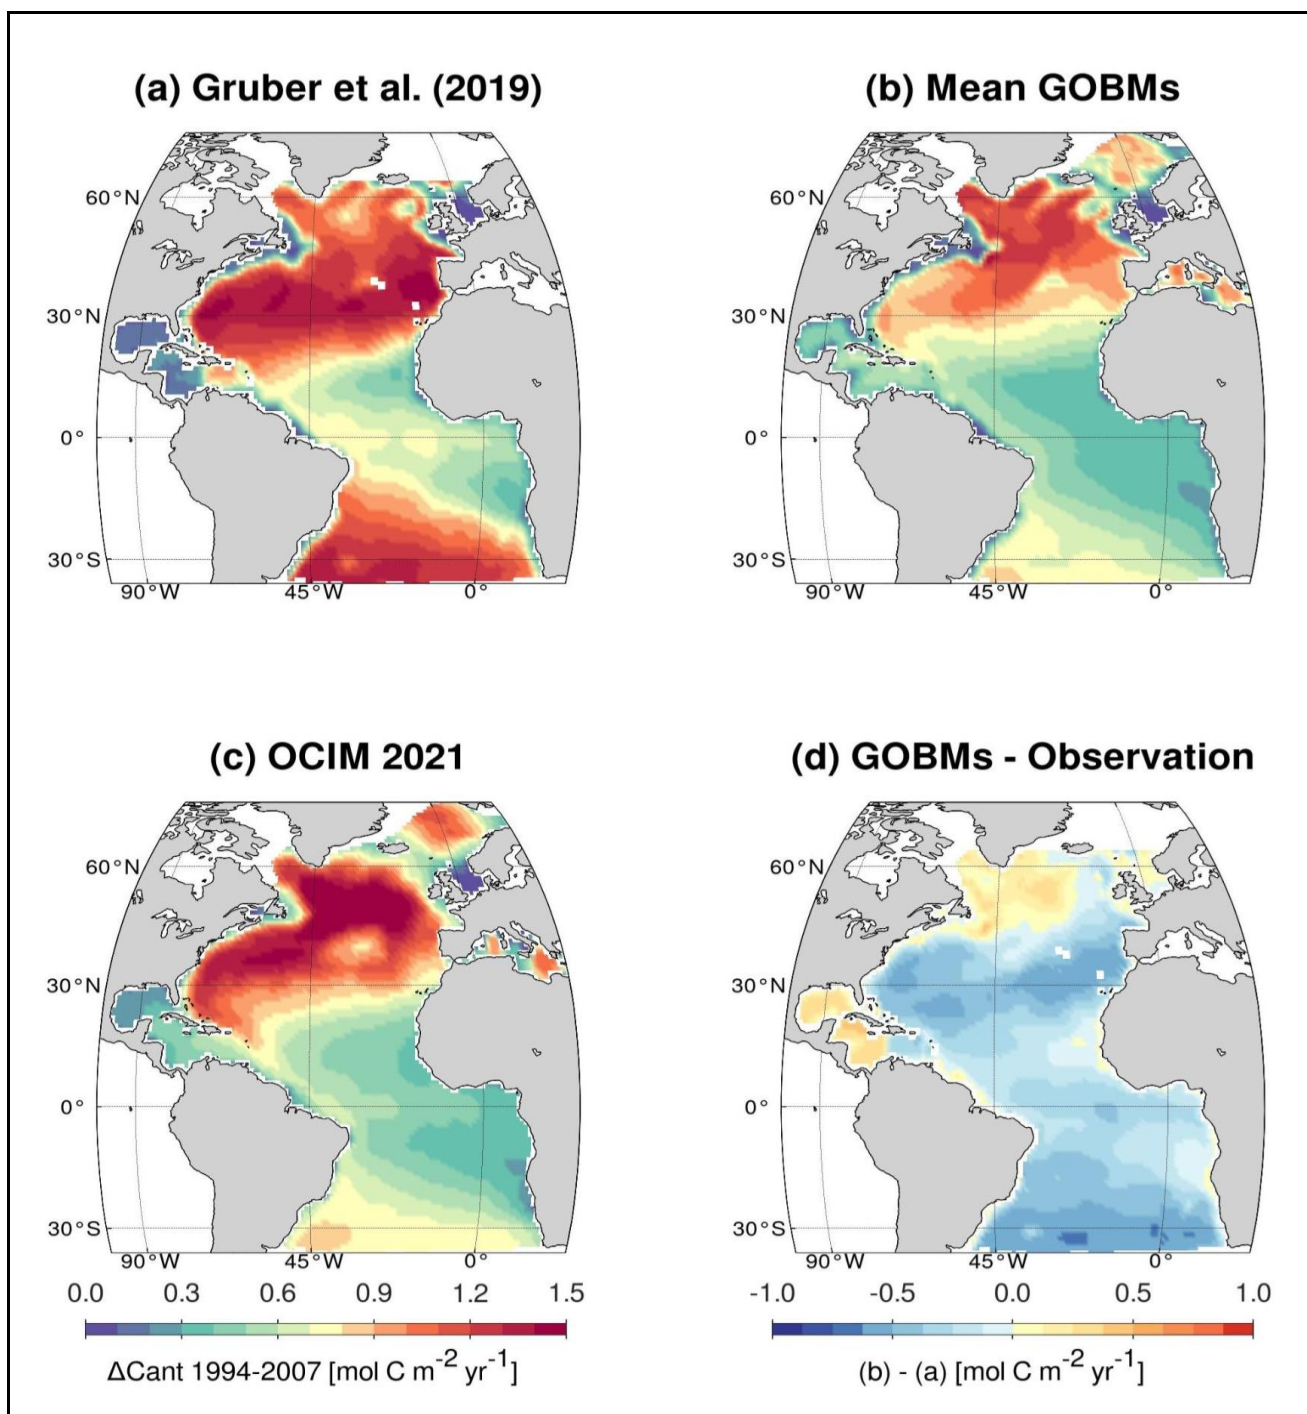 (a) Gruber et al. (2019)
(b) Mean GOBMs
60°N
30°N
0°
30°S
90°W
45°W
0°
60°N
30°N
0°
30°S
90°W
45°W
0°
(c) OCIM 2021
(d) GOBMs - Observation
60°N
30°N
0°
30°S
90°W
45°W
0°
60°N
30°N
0°
30°S
90°W
45°W
0°
0.0 0.3 0.6 0.9 1.2 1.5
ΔCant 1994-2007 [mol C m⁻² yr⁻¹]
-1.0 -0.5 0.0 0.5 1.0
(b) - (a) [mol C m⁻² yr⁻¹]